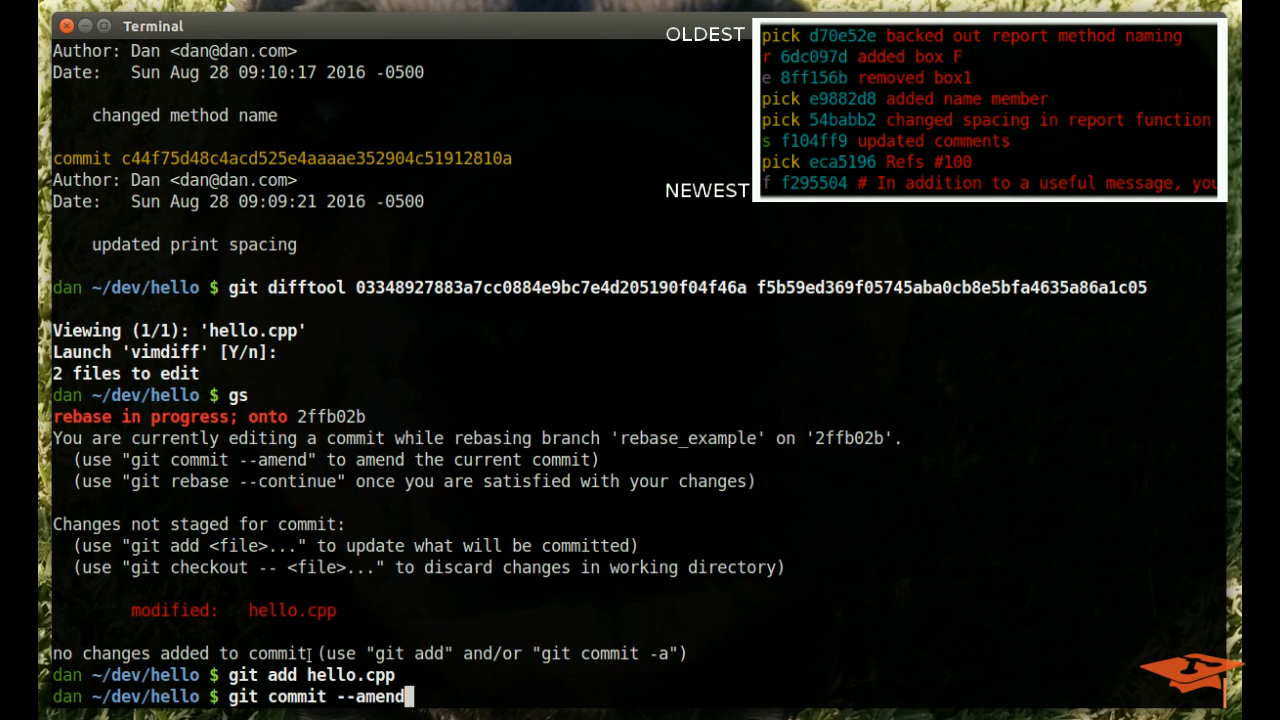 Terminal
Author: Dan <dan@dan.com>
Date:   Sun Aug 28 09:10:17 2016 -0500
changed method name
commit c44f75d48c4acd525e4aaaae352904c51912810a
Author: Dan <dan@dan.com>
Date:   Sun Aug 28 09:09:21 2016 -0500
updated print spacing
dan ~/dev/hello $ git difftool 03348927883a7cc0884e9bc7e4d205190f04f46a f5b59ed369f05745aba0cb8e5bfa4635a86a1c05
Viewing (1/1): 'hello.cpp'
Launch 'vimdiff' [Y/n]:
2 files to edit
dan ~/dev/hello $ gs
rebase in progress; onto 2ffb02b
You are currently editing a commit while rebasing branch 'rebase_example' on '2ffb02b'.
(use "git commit --amend" to amend the current commit)
(use "git rebase --continue" once you are satisfied with your changes)
Changes not staged for commit:
(use "git add <file>..." to update what will be committed)
(use "git checkout -- <file>..." to discard changes in working directory)
modified:   hello.cpp
no changes added to commit (use "git add" and/or "git commit -a")
dan ~/dev/hello $ git add hello.cpp
dan ~/dev/hello $ git commit --amend
OLDEST
NEWEST
pick d70e52e backed out report method naming
r 6dc097d added box F
e 8ff156b removed box1
pick e9882d8 added name member
pick 54babb2 changed spacing in report function
s f104ff9 updated comments
pick eca5196 Refs #100
f f295504 # In addition to a useful message, you